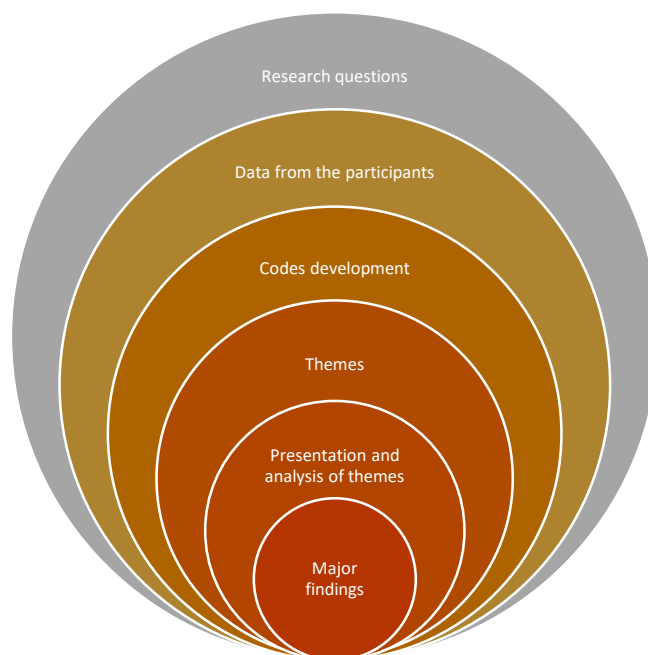 Research questions
Data from the participants
Codes development
Themes
Presentation and
analysis of themes
Major
findings